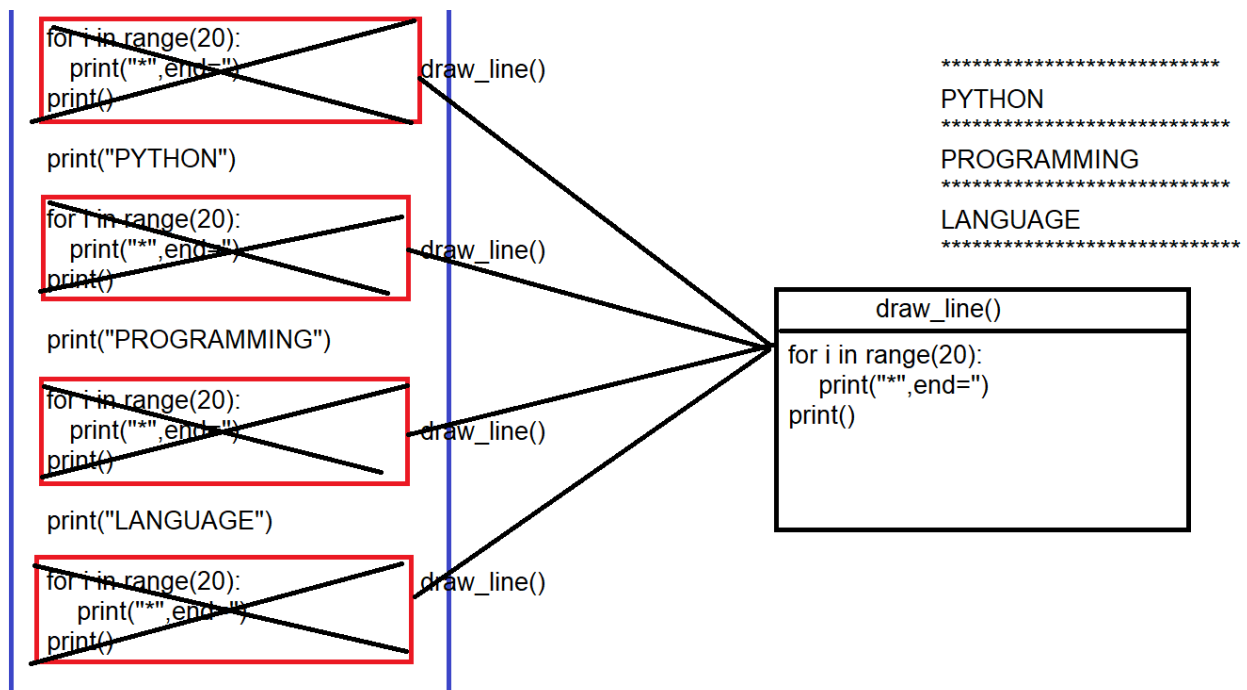 for i in range(20):
print("*",end='')
print()
draw_line()
print("PYTHON")
for i in range(20):
print("*",end='')
print()
draw_line()
print("PROGRAMMING")
for i in range(20):
print("*",end='')
print()
draw_line()
print("LANGUAGE")
for i in range(20):
print("*",end='')
print()
draw_line()
***************************
PYTHON
****************************
PROGRAMMING
****************************
LANGUAGE
*****************************
draw_line()
for i in range(20):
print("*",end='')
print()